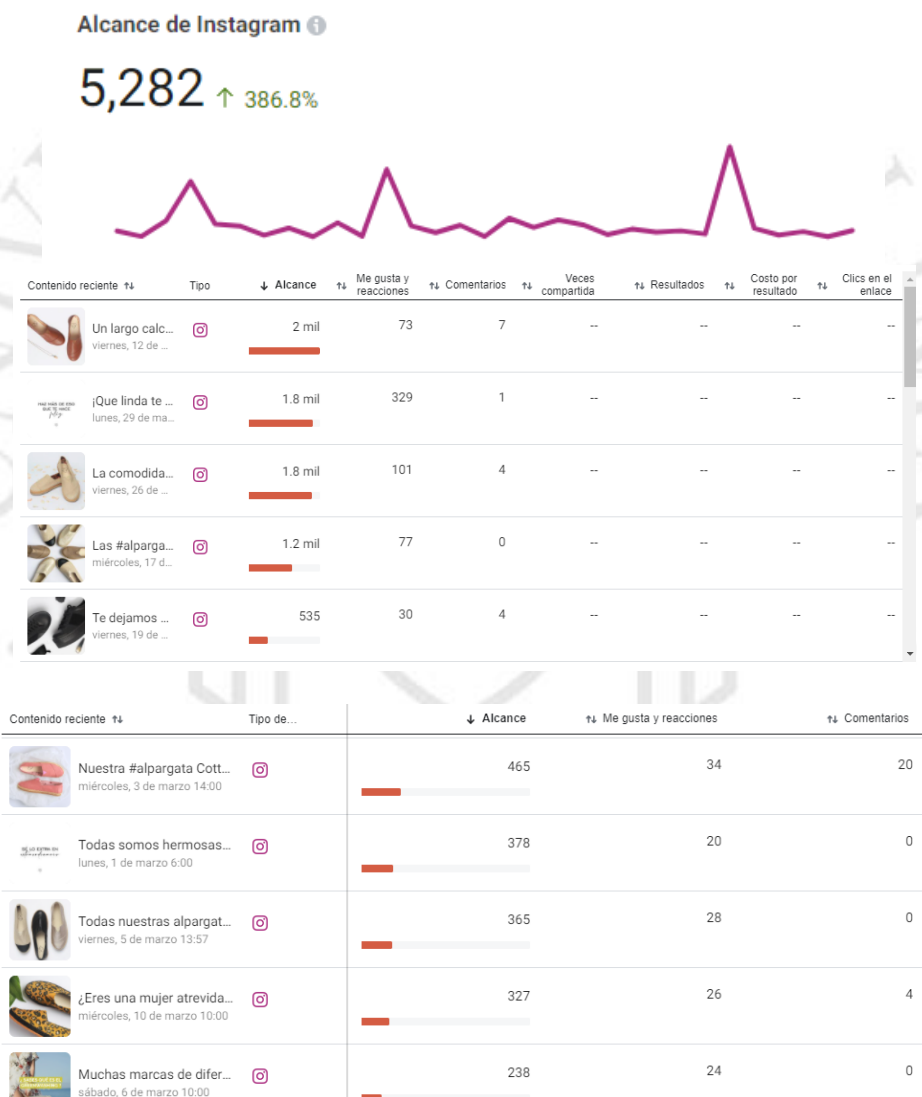 Alcance de Instagram
5,282 ↑ 386.8%
Contenido reciente Tipo ↓ Alcance Me gusta y reacciones Comentarios Veces compartida Resultados Costo por resultado Clics en el enlace
Un largo calc... 2 mil 73 7 -- -- -- --
viernes, 12 de ...
¡Que linda te ... 1.8 mil 329 1 -- -- -- --
lunes, 29 de ma...
La comodida... 1.8 mil 101 4 -- -- -- --
viernes, 26 de ...
Las #alparga... 1.2 mil 77 0 -- -- -- --
miércoles, 17 d...
Te dejamos ... 535 30 4 -- -- -- --
viernes, 19 de ...
Contenido reciente Tipo de... ↓ Alcance Me gusta y reacciones Comentarios
Nuestra #alpargata Cott... 465 34 20
miércoles, 3 de marzo 14:00
Todas somos hermosas... 378 20 0
lunes, 1 de marzo 6:00
Todas nuestras alpargat... 365 28 0
viernes, 5 de marzo 13:57
¿Eres una mujer atrevida... 327 26 4
miércoles, 10 de marzo 10:00
Muchas marcas de difer... 238 24 0
sábado, 6 de marzo 10:00